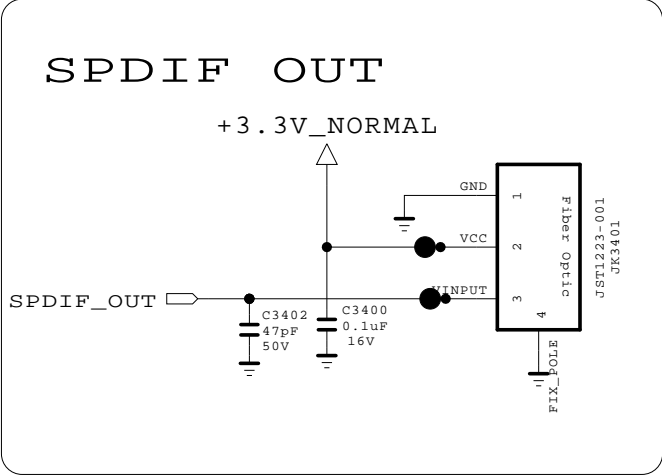 SPDIF OUT
+3.3V_NORMAL
GND
1
VCC
2
SPDIF_OUT
VINPUT
3
4
Fiber Optic
JST1223-001
JK3401
C3402
47pF
50V
C3400
0.1uF
16V
FIX_POLE